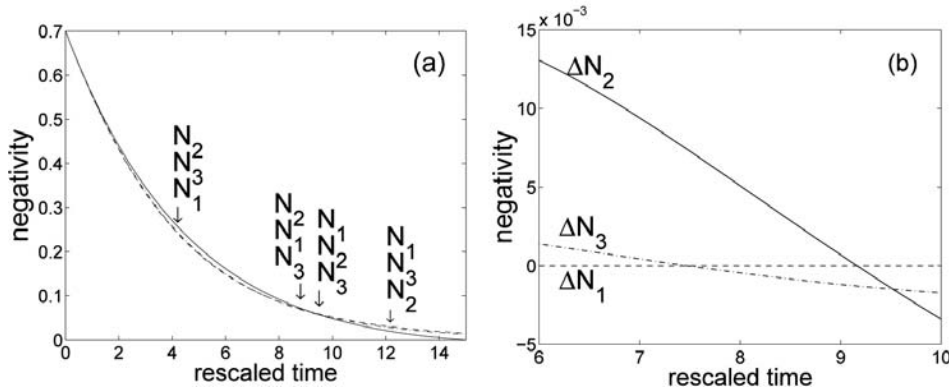 (a)
negativity
0.7
0.6
0.5
0.4
0.3
0.2
0.1
0
N2
N3
N1
↓
N2
N1
N3
↓
N1
N2
N3
↓
N1
N3
N2
↓
0 2 4 6 8 10 12 14
rescaled time
x 10^-3
(b)
negativity
15
10
5
0
−5
ΔN2
ΔN3
ΔN1
6 7 8 9 10
rescaled time